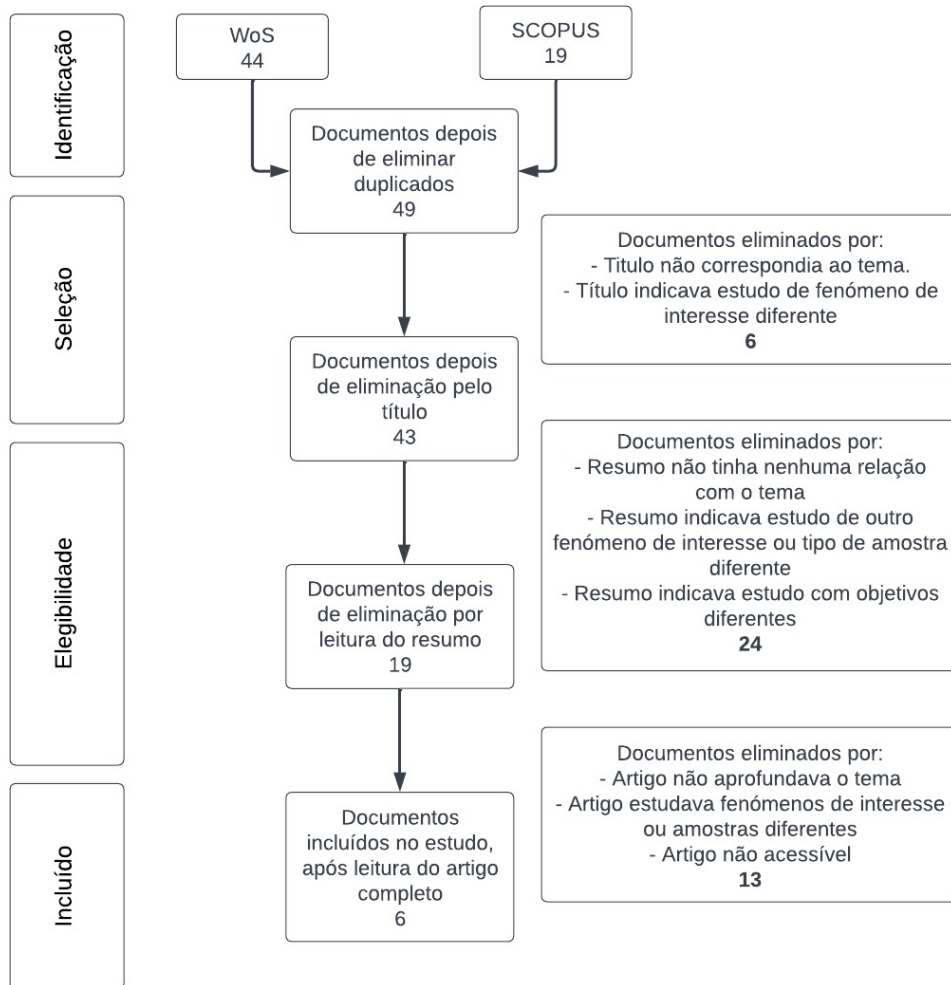 Identificação
WoS
44
SCOPUS
19
Documentos depois
de eliminar
duplicados
49
Seleção
Documentos eliminados por:
- Titulo não correspondia ao tema.
- Título indicava estudo de fenómeno de
interesse diferente
6
Documentos depois
de eliminação pelo
título
43
Elegibilidade
Documentos eliminados por:
- Resumo não tinha nenhuma relação
com o tema
- Resumo indicava estudo de outro
fenómeno de interesse ou tipo de amostra
diferente
- Resumo indicava estudo com objetivos
diferentes
24
Documentos depois
de eliminação por
leitura do resumo
19
Incluído
Documentos eliminados por:
- Artigo não aprofundava o tema
- Artigo estudava fenómenos de interesse
ou amostras diferentes
- Artigo não acessível
13
Documentos
incluídos no estudo,
após leitura do artigo
completo
6